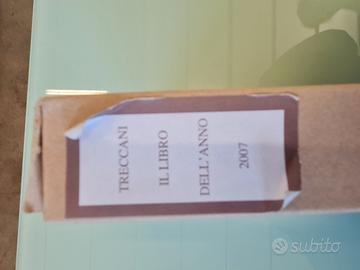 TRECCANI
IL LIBRO
DELL'ANNO
2007
subito